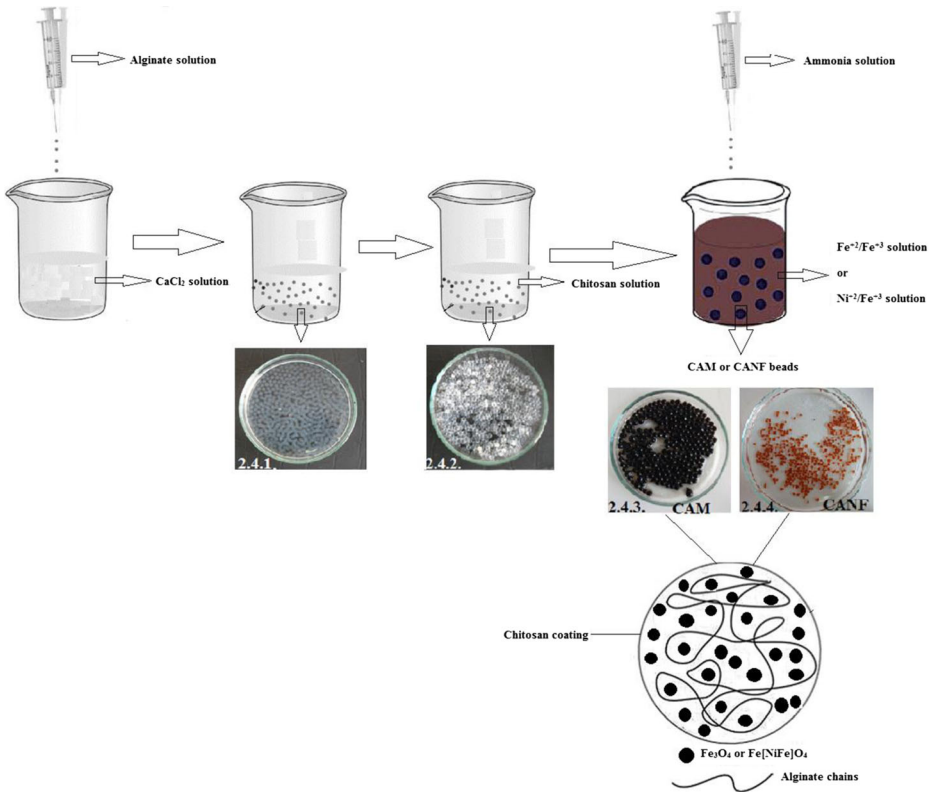 Alginate solution
Ammonia solution
CaCl₂ solution
Chitosan solution
Fe⁺²/Fe⁺³ solution
or
Ni⁺²/Fe⁺³ solution
CAM or CANF beads
2.4.1.
2.4.2.
2.4.3. CAM
2.4.4. CANF
Chitosan coating
Fe₃O₄ or Fe[NiFe]O₄
Alginate chains